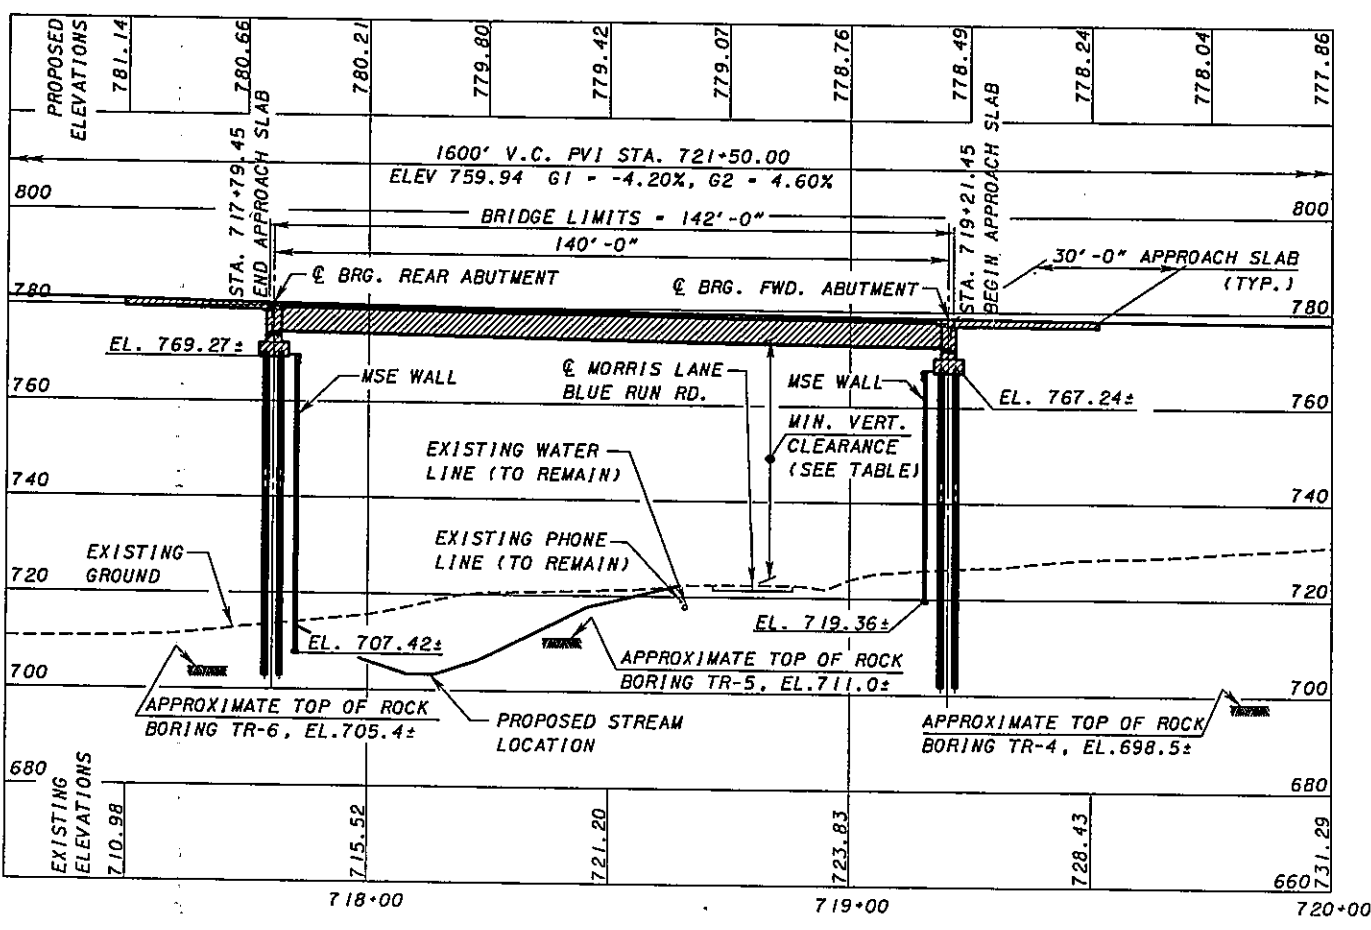 PROPOSED
ELEVATIONS
781.14
780.66
780.21
779.80
779.42
779.07
778.76
778.49
778.24
778.04
777.86
STA. 717+79.45
END APPROACH SLAB
STA. 719+21.45
BEGIN APPROACH SLAB
1600' V.C. PVI STA. 721+50.00
ELEV 759.94 G1 = -4.20%, G2 = 4.60%
800
800
BRIDGE LIMITS = 142'-0"
140'-0"
30'-0" APPROACH SLAB
(TYP.)
℄ BRG. REAR ABUTMENT
℄ BRG. FWD. ABUTMENT
780
780
EL. 769.27±
MSE WALL
℄ MORRIS LANE
BLUE RUN RD.
MSE WALL
EL. 767.24±
760
760
MIN. VERT.
CLEARANCE
(SEE TABLE)
EXISTING WATER
LINE (TO REMAIN)
740
740
EXISTING PHONE
LINE (TO REMAIN)
EXISTING
GROUND
720
720
EL. 707.42±
EL. 719.36±
APPROXIMATE TOP OF ROCK
BORING TR-5, EL.711.0±
700
700
APPROXIMATE TOP OF ROCK
BORING TR-6, EL.705.4±
PROPOSED STREAM
LOCATION
APPROXIMATE TOP OF ROCK
BORING TR-4, EL.698.5±
680
680
EXISTING
ELEVATIONS
710.98
715.52
721.20
723.83
728.43
731.29
660
718+00
719+00
720+00